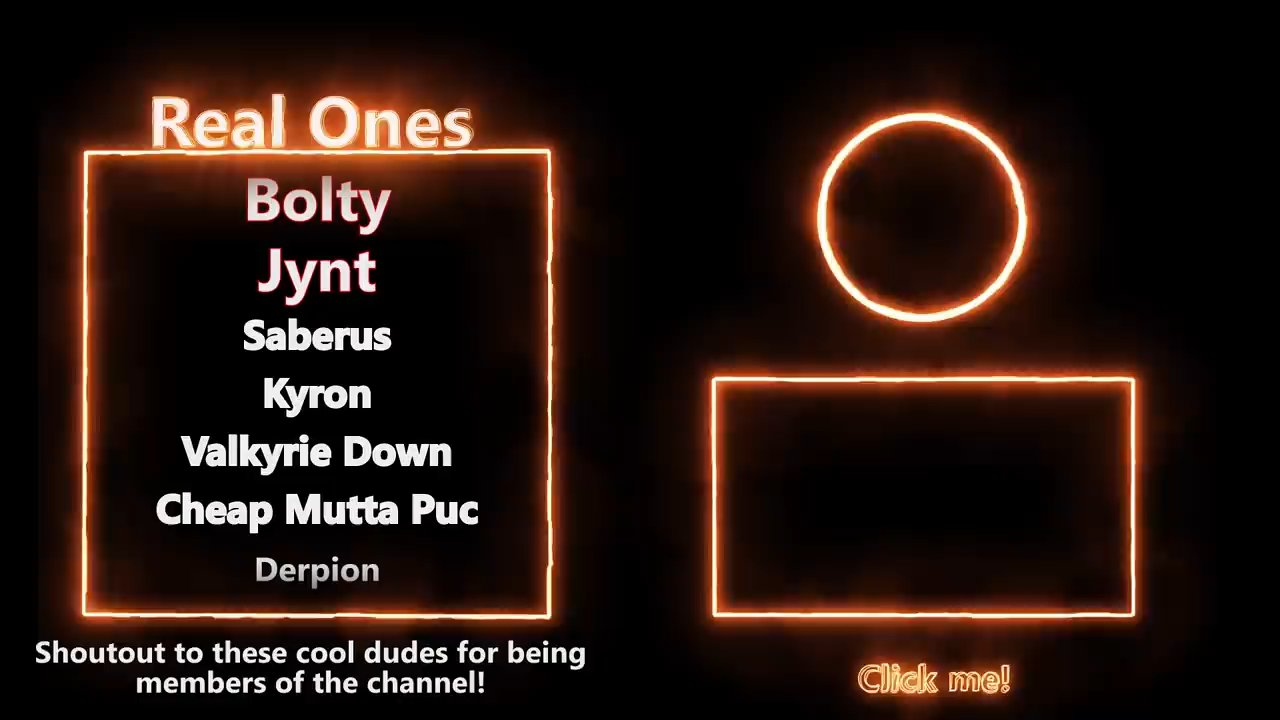 Real Ones
Bolty
Jynt
Saberus
Kyron
Valkyrie Down
Cheap Mutta Puc
Derpion
Shoutout to these cool dudes for being
members of the channel!
Click me!